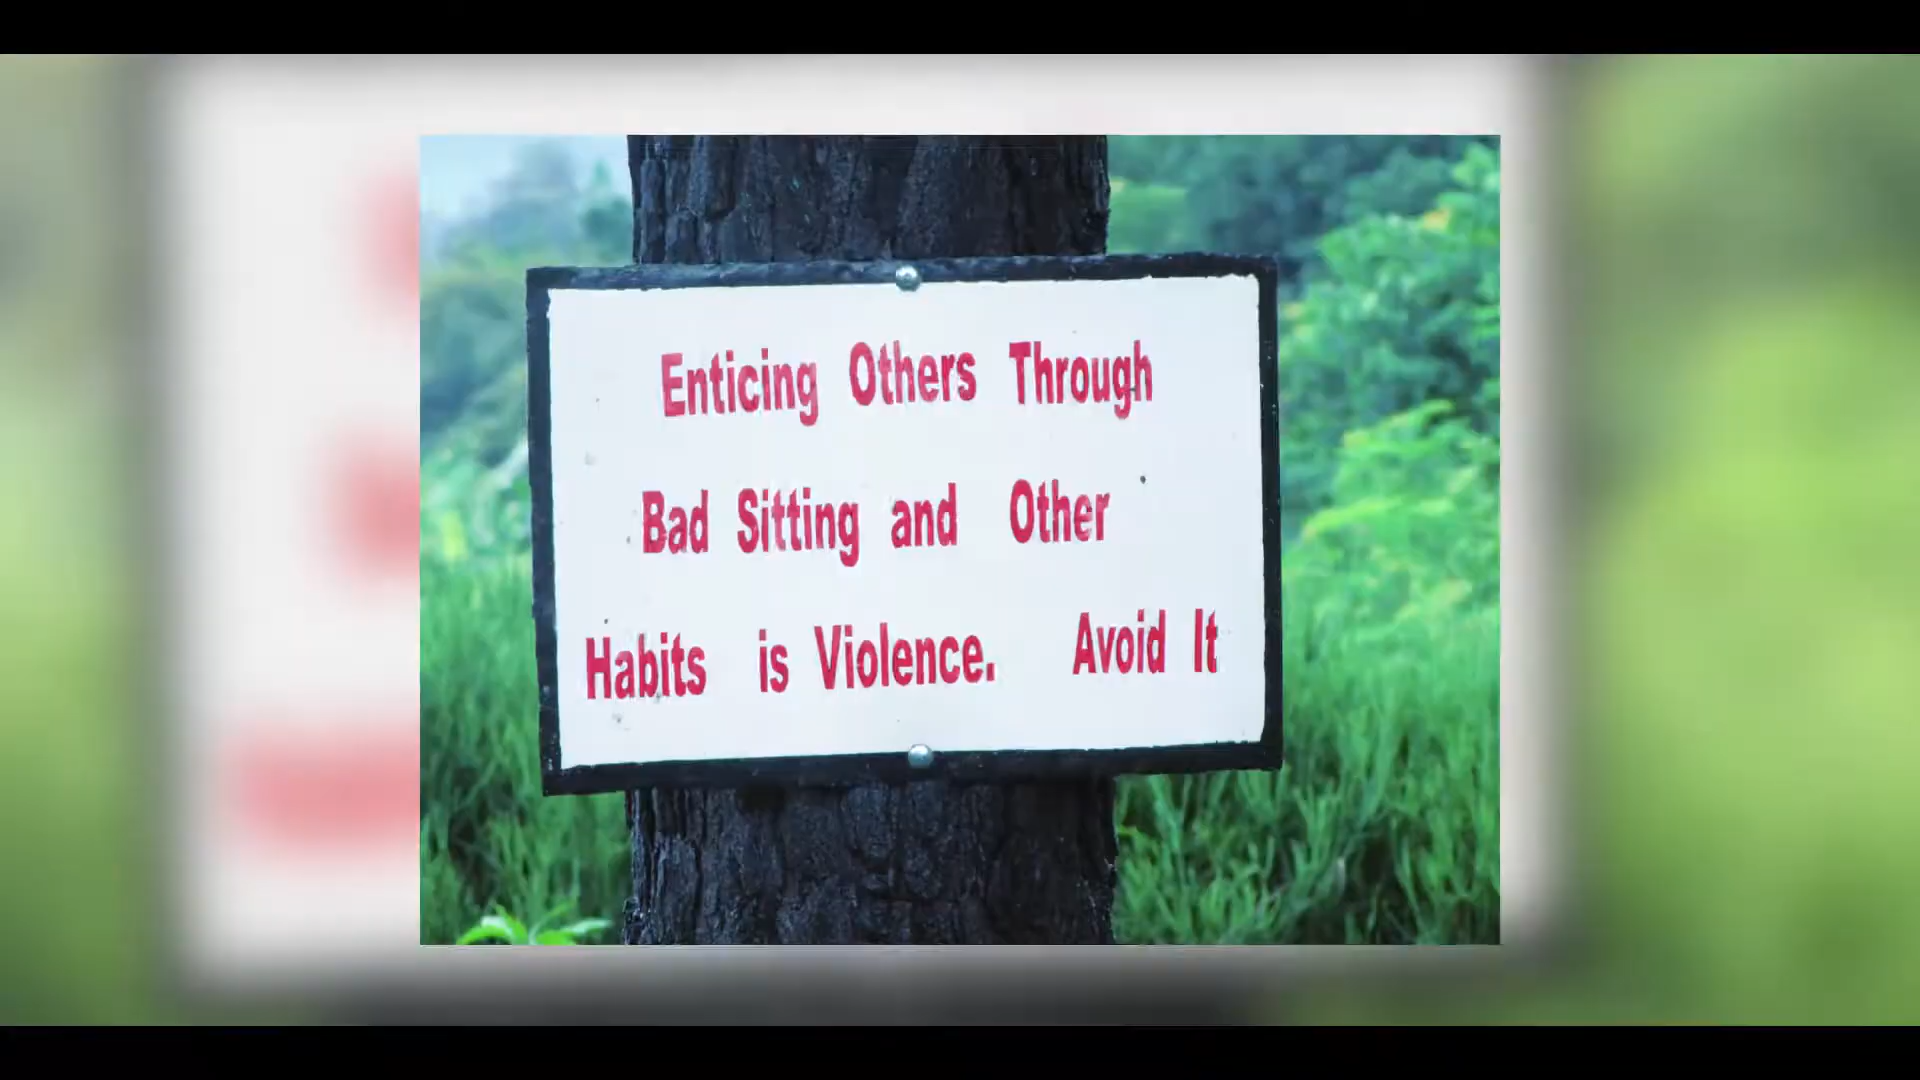 Enticing Others Through
Bad Sitting and Other
Habits is Violence. Avoid It